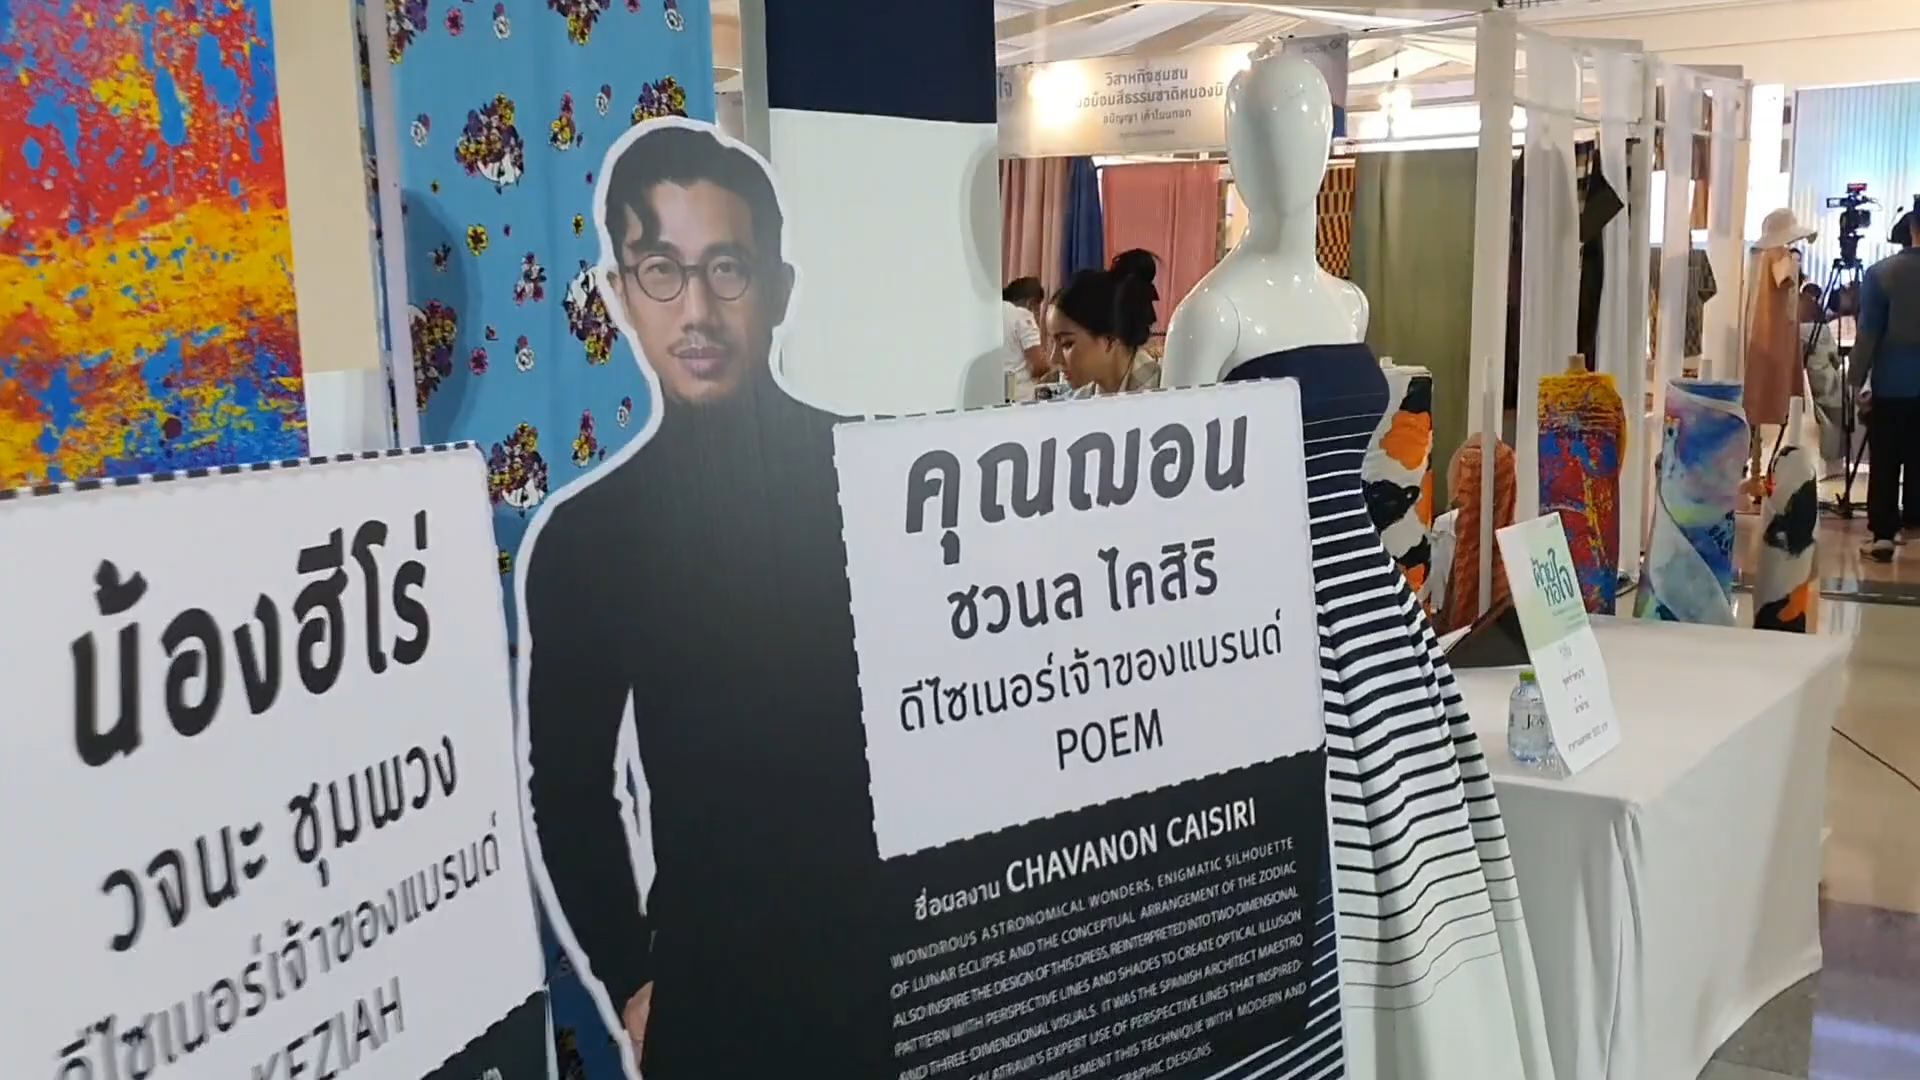 วิสาหกิจชุมชน
น้องฮีโร่
วจนะ ชุมพวง
ดีไซเนอร์เจ้าของแบรนด์
KEZIAH
คุณฌอน
ชวนล ไคสิริ
ดีไซเนอร์เจ้าของแบรนด์
POEM
ชื่อผลงาน CHAVANON CAISIRI
WONDROUS ASTRONOMICAL WONDERS, ENIGMATIC SILHOUETTE
OF LUNAR ECLIPSE AND THE CONCEPTUAL ARRANGEMENT OF THE ZODIAC
ALSO INSPIRE THE DESIGN OF THIS DRESS, REINTERPRETED INTO TWO-DIMENSIONAL
PATTERN WITH PERSPECTIVE LINES AND SHADES TO CREATE OPTICAL ILLUSION
AND THREE-DIMENSIONAL VISUALS. IT WAS THE SPANISH ARCHITECT MAESTRO
EXPERT USE OF PERSPECTIVE LINES THAT INSPIRED
THIS TECHNIQUE WITH MODERN AND
DESIGNS.
ฝ้าย
ทอใจ